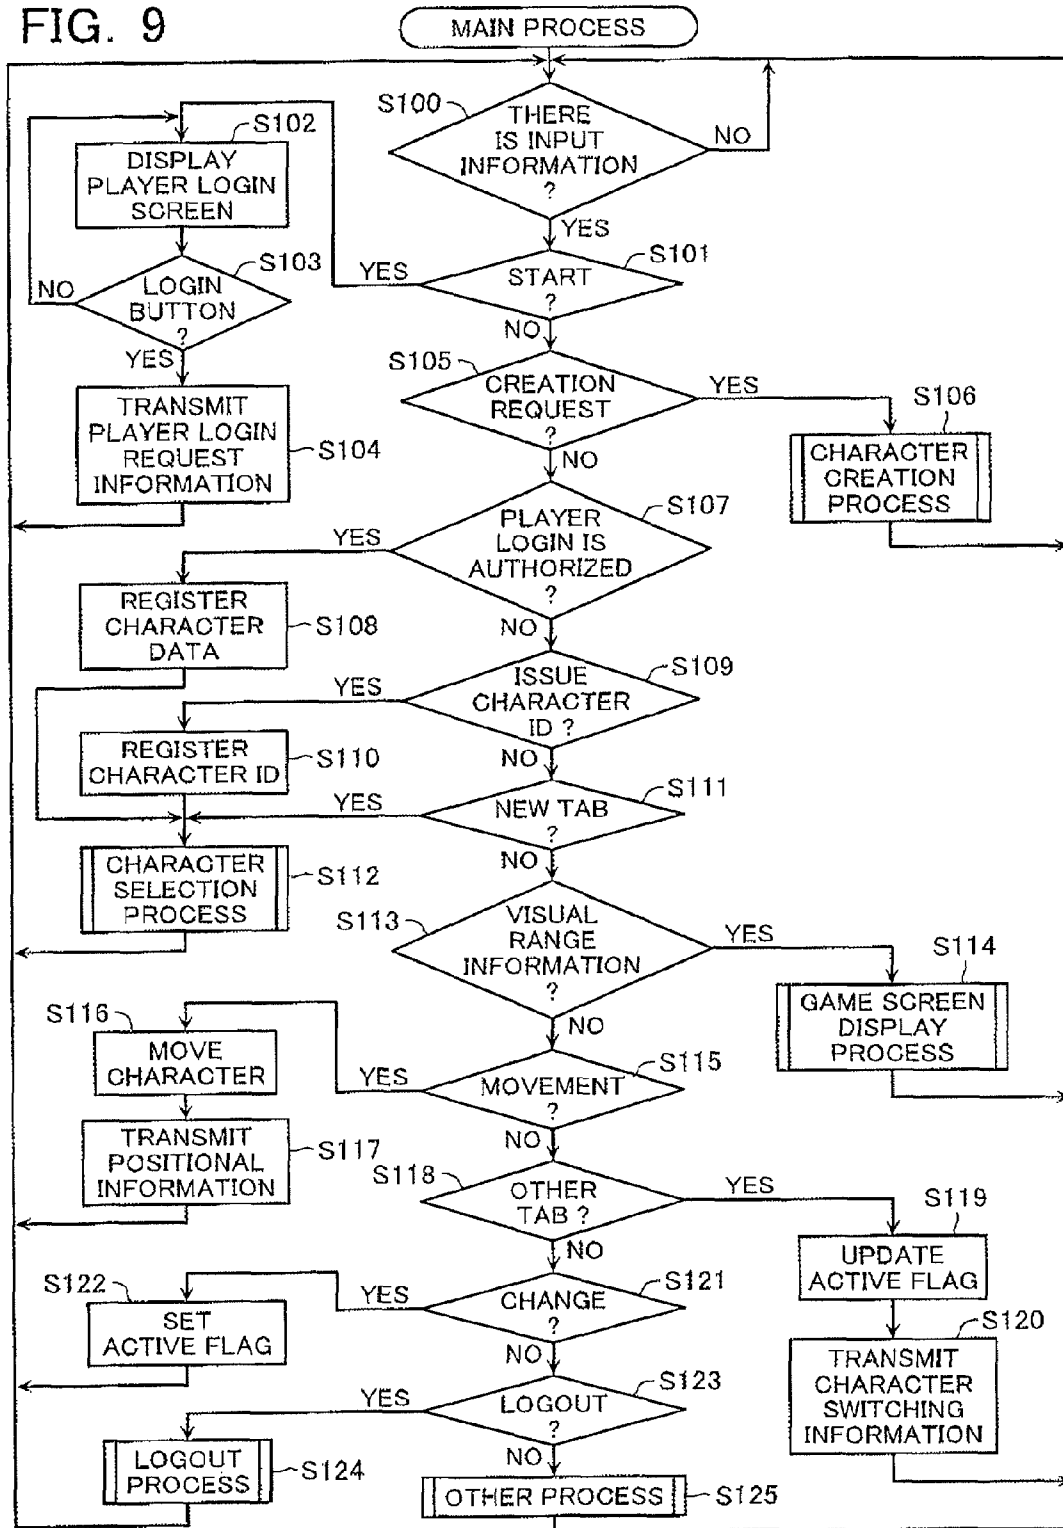 FIG. 9
MAIN PROCESS
S100
THERE
IS INPUT
INFORMATION
?
NO
YES
S102
DISPLAY
PLAYER LOGIN
SCREEN
S101
START
?
YES
NO
S103
LOGIN
BUTTON
?
NO
YES
S105
CREATION
REQUEST
?
YES
NO
S106
CHARACTER
CREATION
PROCESS
TRANSMIT
PLAYER LOGIN
REQUEST
INFORMATION
S104
S107
PLAYER
LOGIN IS
AUTHORIZED
?
YES
NO
REGISTER
CHARACTER
DATA
S108
S109
ISSUE
CHARACTER
ID ?
YES
NO
REGISTER
CHARACTER ID
S110
S111
NEW TAB
?
YES
NO
CHARACTER
SELECTION
PROCESS
S112
S113
VISUAL
RANGE
INFORMATION
?
YES
NO
S114
GAME SCREEN
DISPLAY
PROCESS
S116
MOVE
CHARACTER
S115
MOVEMENT
?
YES
NO
TRANSMIT
POSITIONAL
INFORMATION
S117
S118
OTHER
TAB ?
YES
NO
S119
UPDATE
ACTIVE FLAG
S122
SET
ACTIVE FLAG
S121
CHANGE
?
YES
NO
S120
TRANSMIT
CHARACTER
SWITCHING
INFORMATION
S123
LOGOUT
?
YES
NO
LOGOUT
PROCESS
S124
OTHER PROCESS
S125